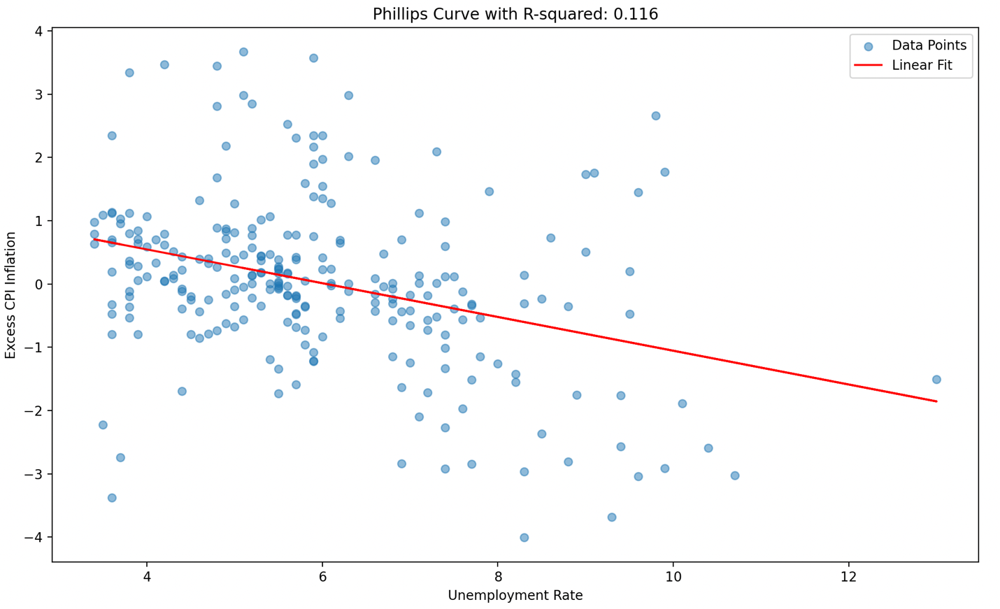 Phillips Curve with R-squared: 0.116
Data Points
Linear Fit
Excess CPI Inflation
4
3
2
1
0
−1
−2
−3
−4
4
6
8
10
12
Unemployment Rate